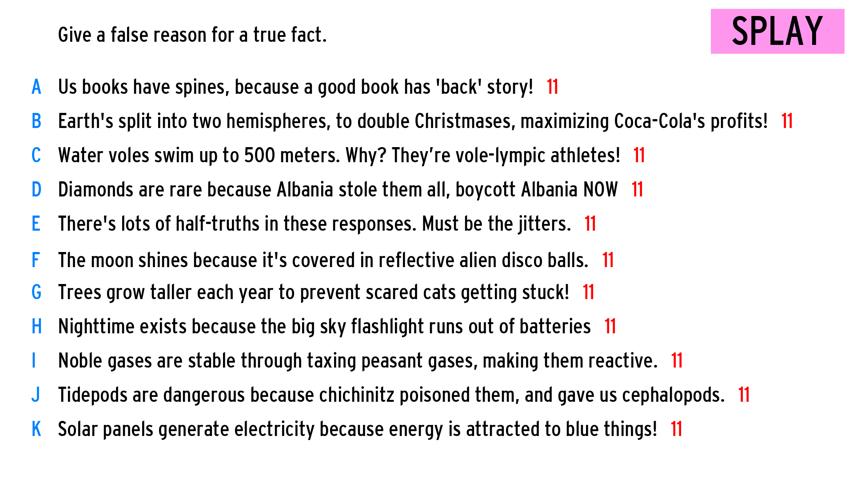 Give a false reason for a true fact.
SPLAY
A Us books have spines, because a good book has 'back' story! 11
B Earth's split into two hemispheres, to double Christmases, maximizing Coca-Cola's profits! 11
C Water voles swim up to 500 meters. Why? They're vole-lympic athletes! 11
D Diamonds are rare because Albania stole them all, boycott Albania NOW 11
E There's lots of half-truths in these responses. Must be the jitters. 11
F The moon shines because it's covered in reflective alien disco balls. 11
G Trees grow taller each year to prevent scared cats getting stuck! 11
H Nighttime exists because the big sky flashlight runs out of batteries 11
I Noble gases are stable through taxing peasant gases, making them reactive. 11
J Tidepods are dangerous because chichinitz poisoned them, and gave us cephalopods. 11
K Solar panels generate electricity because energy is attracted to blue things! 11